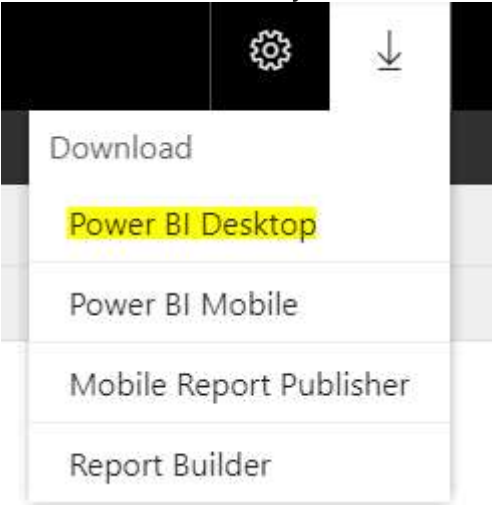 Download
Power BI Desktop
Power BI Mobile
Mobile Report Publisher
Report Builder